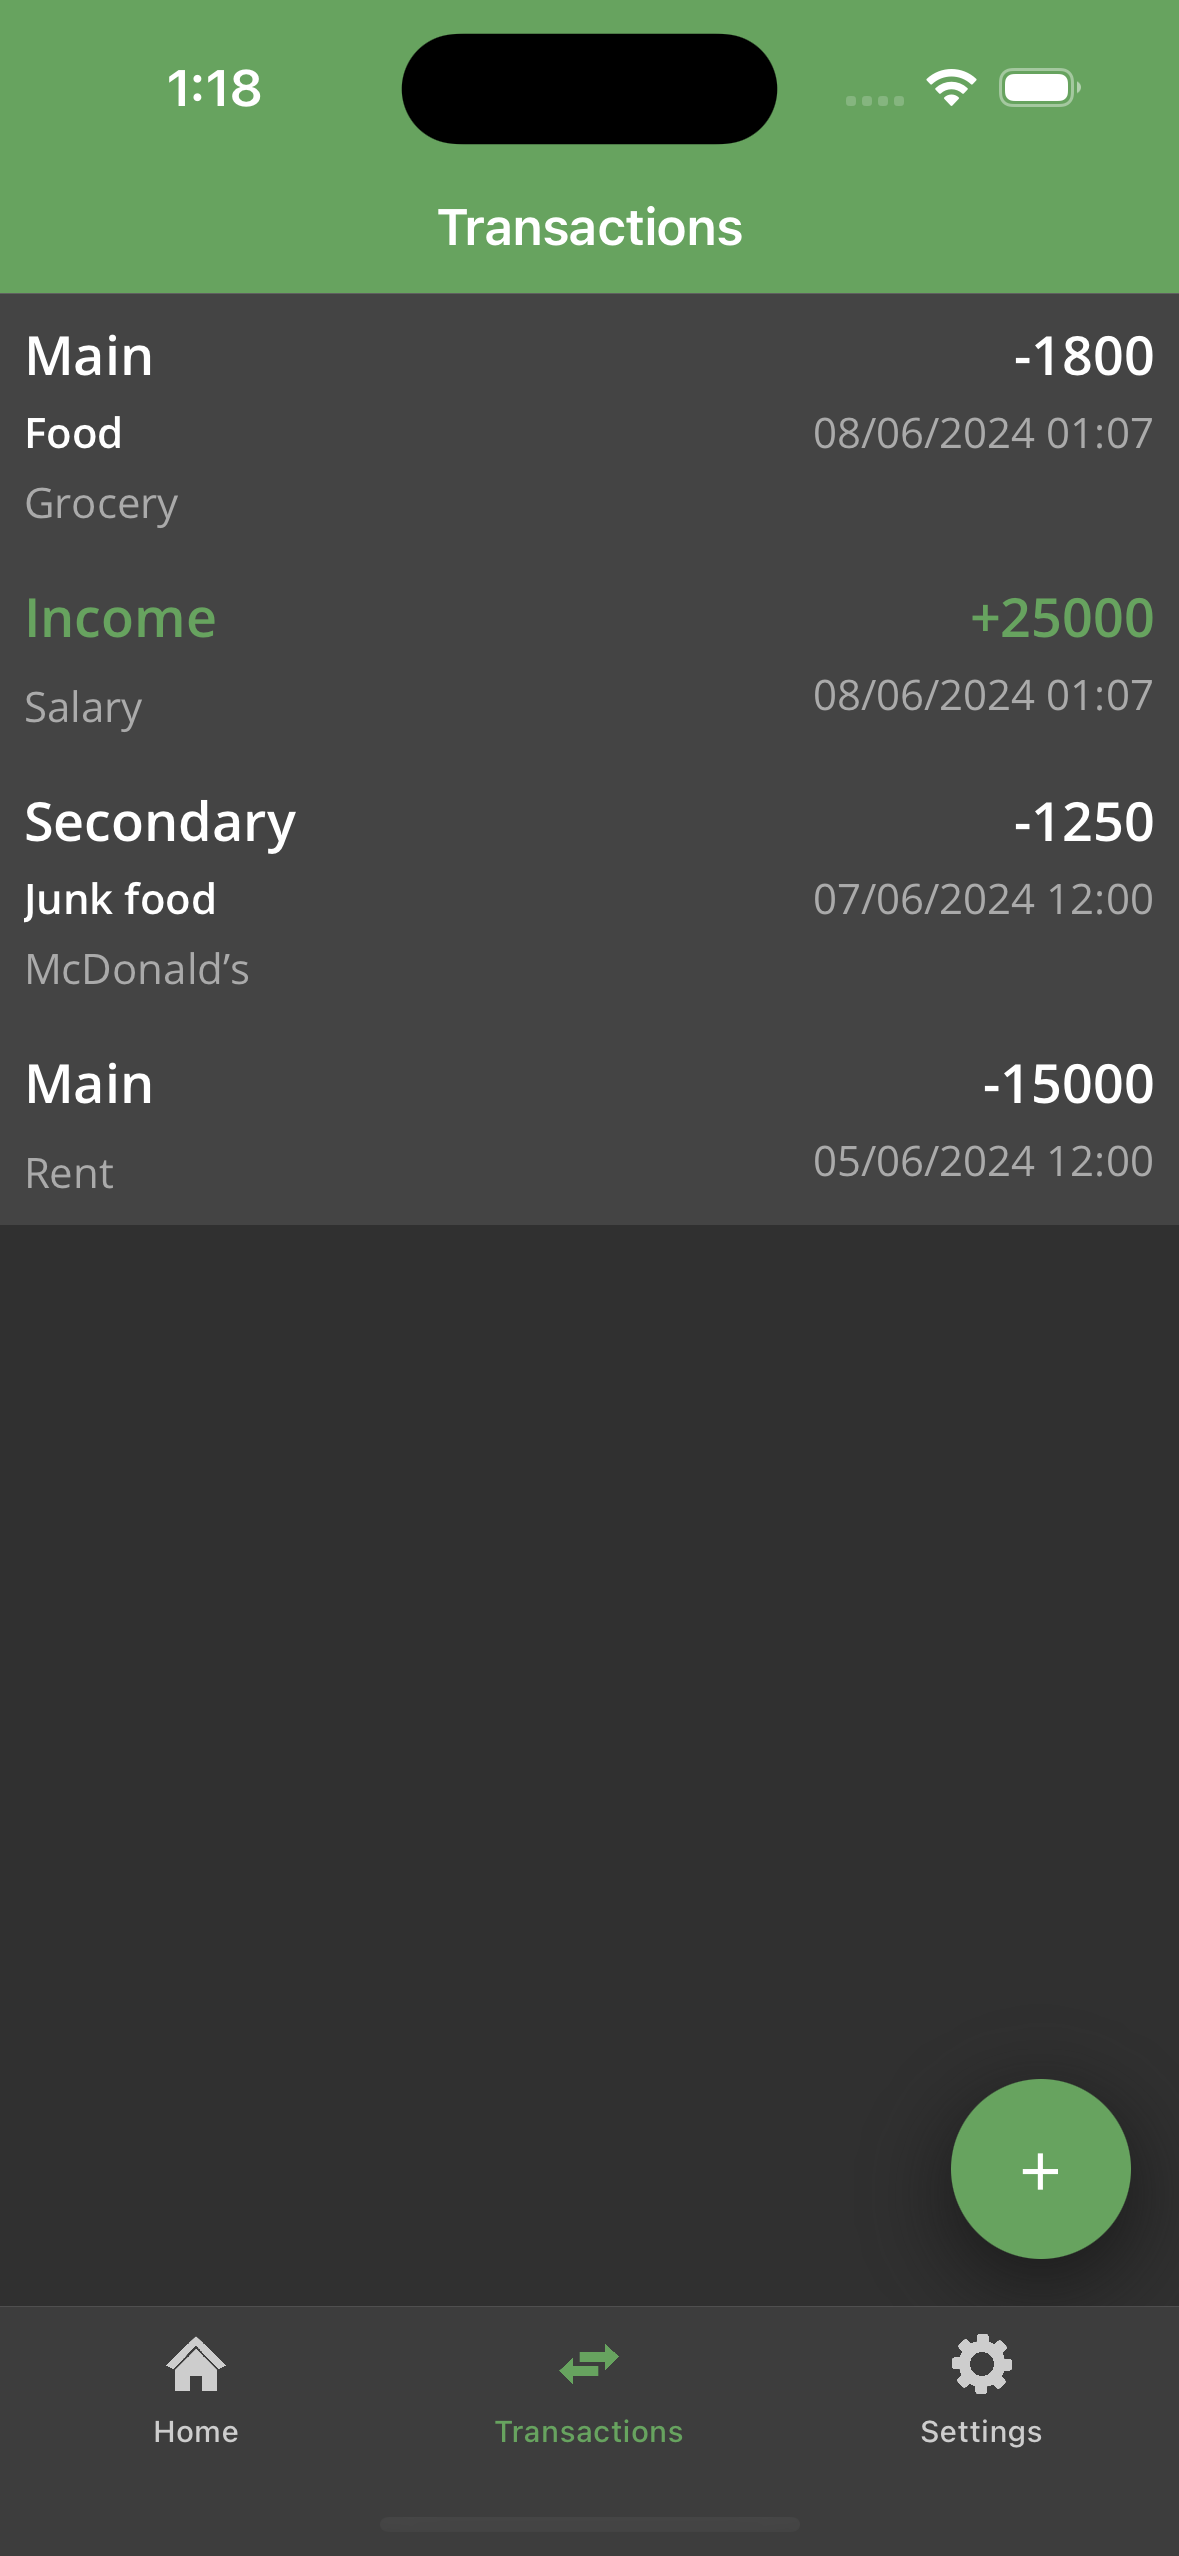 1:18
Transactions
Main -1800
Food 08/06/2024 01:07
Grocery
Income +25000
Salary 08/06/2024 01:07
Secondary -1250
Junk food 07/06/2024 12:00
McDonald’s
Main -15000
Rent 05/06/2024 12:00
+
Home Transactions Settings